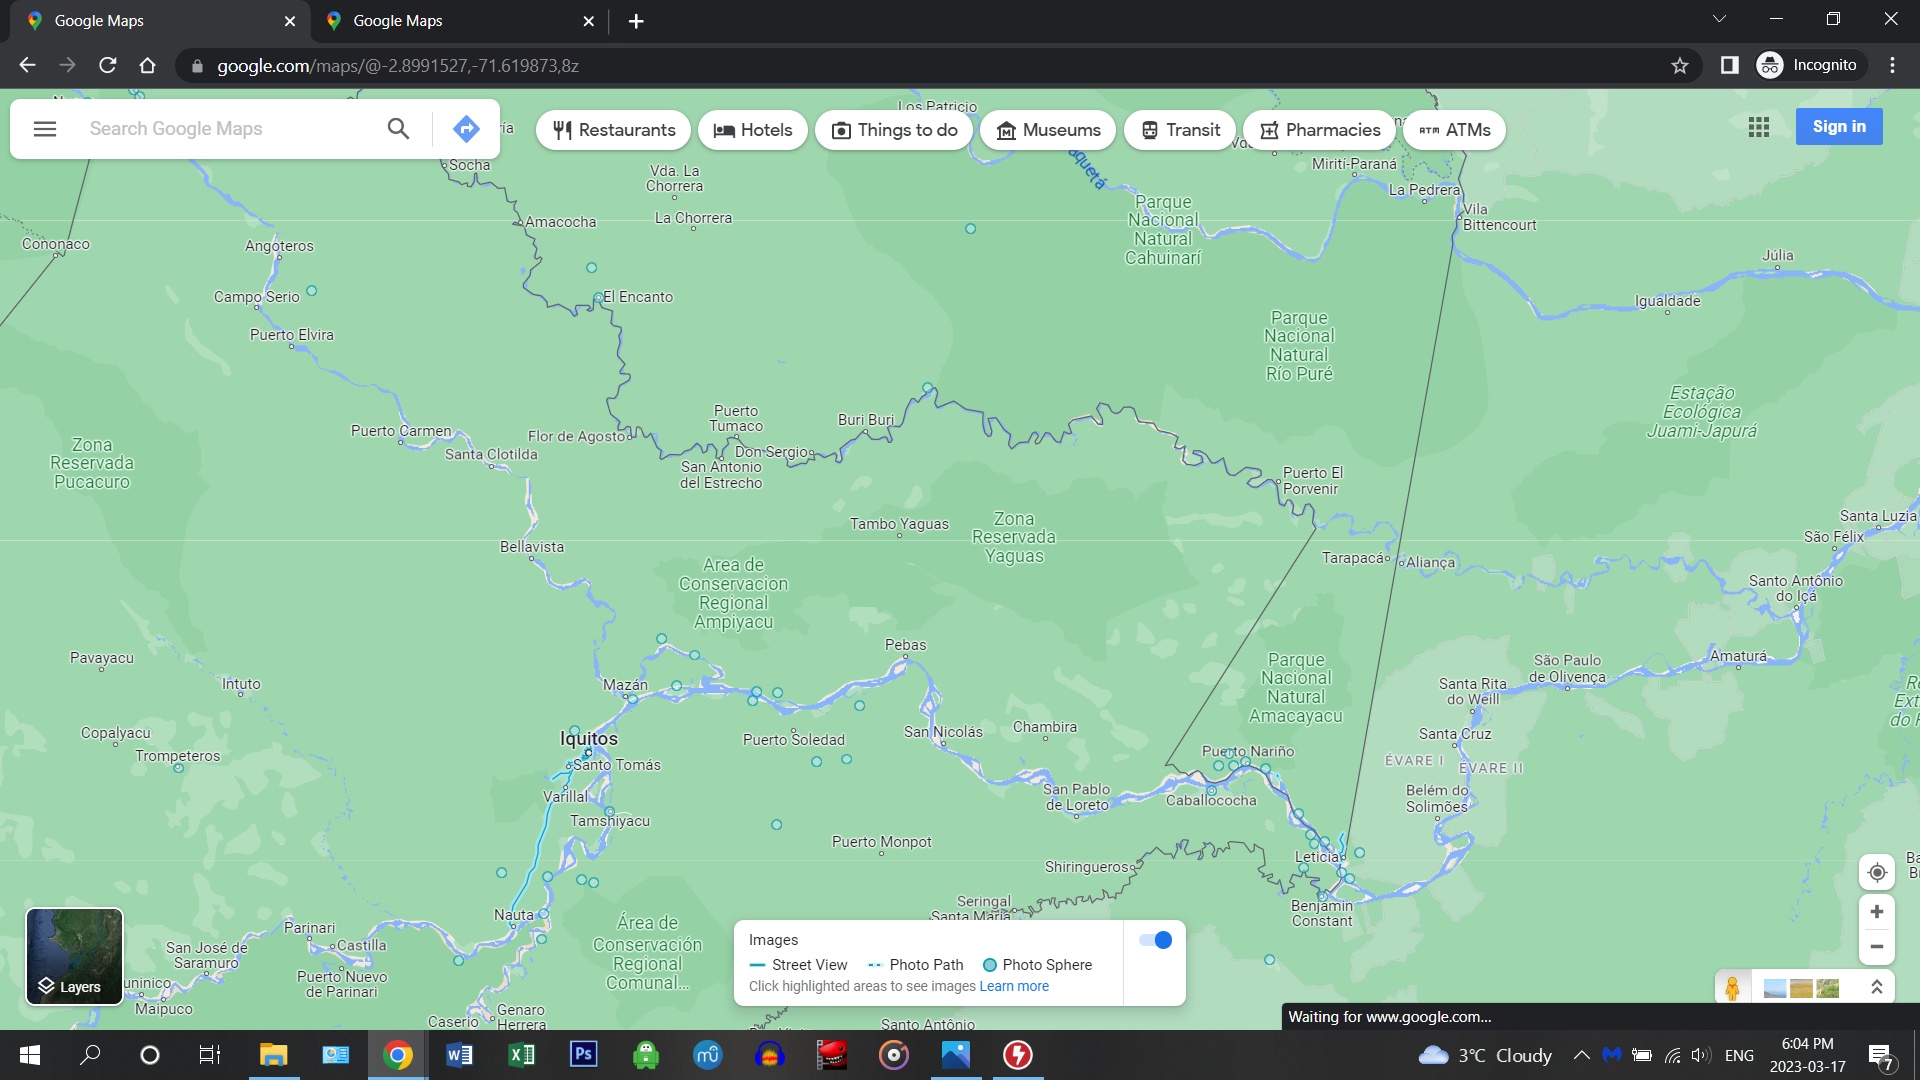 Google Maps
Google Maps
google.com/maps/@-2.8991527,-71.619873,8z
Incognito
Search Google Maps
Restaurants
Hotels
Things to do
Museums
Transit
Pharmacies
ATM ATMs
Sign in
Los Patricio
Socha
Vda. La
Chorrera
Mirití-Paraná
La Pedrera
Vila
Bittencourt
Amacocha
La Chorrera
Parque
Nacional
Natural
Cahuinarí
Cononaco
Angoteros
Júlia
Campo Serio
El Encanto
Igualdade
Puerto Elvira
Parque
Nacional
Natural
Río Puré
Estação
Ecológica
Juami-Japurá
Puerto Carmen
Flor de Agosto
Puerto
Tumaco
Buri Buri
Santa Clotilda
Don Sergio
San Antonio
del Estrecho
Zona
Reservada
Pucacuro
Puerto El
Porvenir
Tambo Yaguas
Zona
Reservada
Yaguas
Santa Luzia
São Félix
Bellavista
Tarapacá
Aliança
Area de
Conservacion
Regional
Ampiyacu
Santo Antônio
do Içá
Pebas
Pavayacu
Intuto
Mazán
Parque
Nacional
Natural
Amacayacu
São Paulo
de Olivença
Amaturá
Santa Rita
do Weill
Copalyacu
Trompeteros
Iquitos
Santo Tomás
Puerto Soledad
San Nicolás
Chambira
Puerto Nariño
Santa Cruz
ÉVARE I
ÉVARE II
Varillal
San Pablo
de Loreto
Caballococha
Belém do
Solimões
Tamshiyacu
Puerto Monpot
Shiringueros
Leticia
Seringal
Santa Maria
Benjamin
Constant
Nauta
Parinari
Castilla
San José de
Saramuro
Puerto Nuevo
de Parinari
Maipuco
Área de
Conservación
Regional
Comunal...
Genaro
Herrera
Caserio
Santo Antônio
Layers
Images
Street View
Photo Path
Photo Sphere
Click highlighted areas to see images Learn more
Waiting for www.google.com...
3°C Cloudy
ENG
6:04 PM
2023-03-17
7